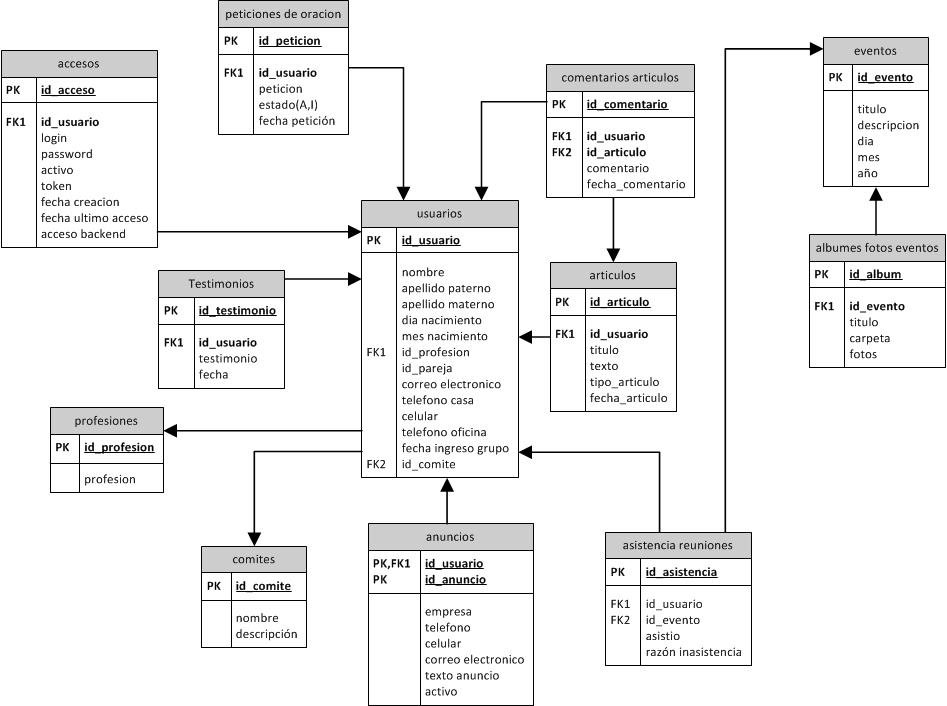 peticiones de oracion
PK id_peticion
FK1 id_usuario
peticion
estado(A,I)
fecha petición
accesos
PK id_acceso
FK1 id_usuario
login
password
activo
token
fecha creacion
fecha ultimo acceso
acceso backend
comentarios articulos
PK id_comentario
FK1 id_usuario
FK2 id_articulo
comentario
fecha_comentario
eventos
PK id_evento
titulo
descripcion
dia
mes
año
usuarios
PK id_usuario
nombre
apellido paterno
apellido materno
dia nacimiento
mes nacimiento
FK1 id_profesion
id_pareja
correo electronico
telefono casa
celular
telefono oficina
fecha ingreso grupo
FK2 id_comite
Testimonios
PK id_testimonio
FK1 id_usuario
testimonio
fecha
articulos
PK id_articulo
FK1 id_usuario
titulo
texto
tipo_articulo
fecha_articulo
albumes fotos eventos
PK id_album
FK1 id_evento
titulo
carpeta
fotos
profesiones
PK id_profesion
profesion
comites
PK id_comite
nombre
descripción
anuncios
PK,FK1 id_usuario
PK id_anuncio
empresa
telefono
celular
correo electronico
texto anuncio
activo
asistencia reuniones
PK id_asistencia
FK1 id_usuario
FK2 id_evento
asistio
razón inasistencia